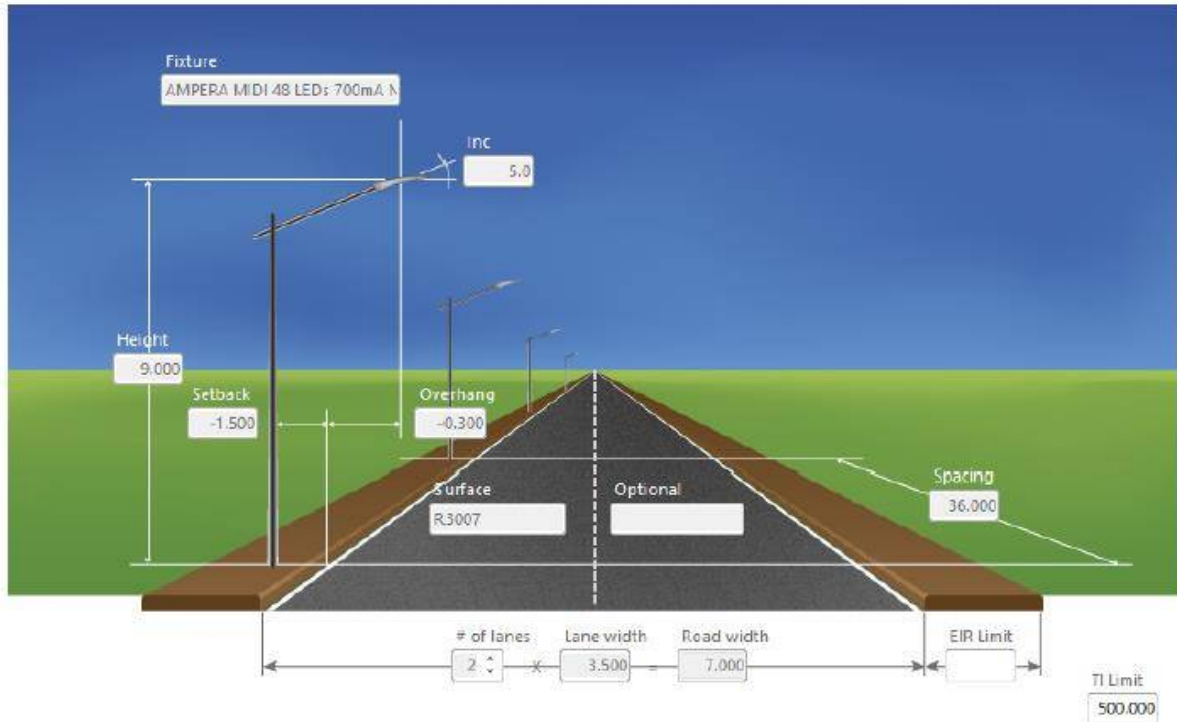 Fixture
AMPERA MIDI 48 LEDs 700mA N
Inc
5.0
Height
9.000
Setback
-1.500
Overhang
-0.300
Spacing
36.000
Surface
R3007
Optional
# of lanes
2
x
Lane width
3.500
=
Road width
7.000
EIR Limit
TI Limit
500.000